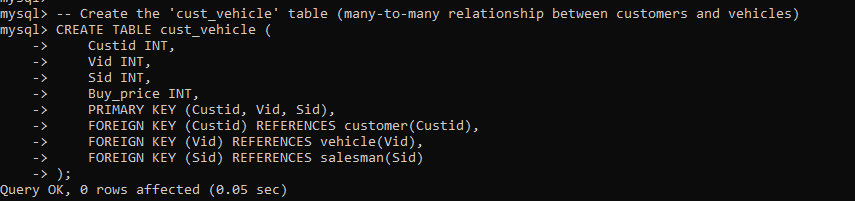 mysql> -- Create the 'cust_vehicle' table (many-to-many relationship between customers and vehicles)
mysql> CREATE TABLE cust_vehicle (
    ->     Custid INT,
    ->     Vid INT,
    ->     Sid INT,
    ->     Buy_price INT,
    ->     PRIMARY KEY (Custid, Vid, Sid),
    ->     FOREIGN KEY (Custid) REFERENCES customer(Custid),
    ->     FOREIGN KEY (Vid) REFERENCES vehicle(Vid),
    ->     FOREIGN KEY (Sid) REFERENCES salesman(Sid)
    -> );
Query OK, 0 rows affected (0.05 sec)